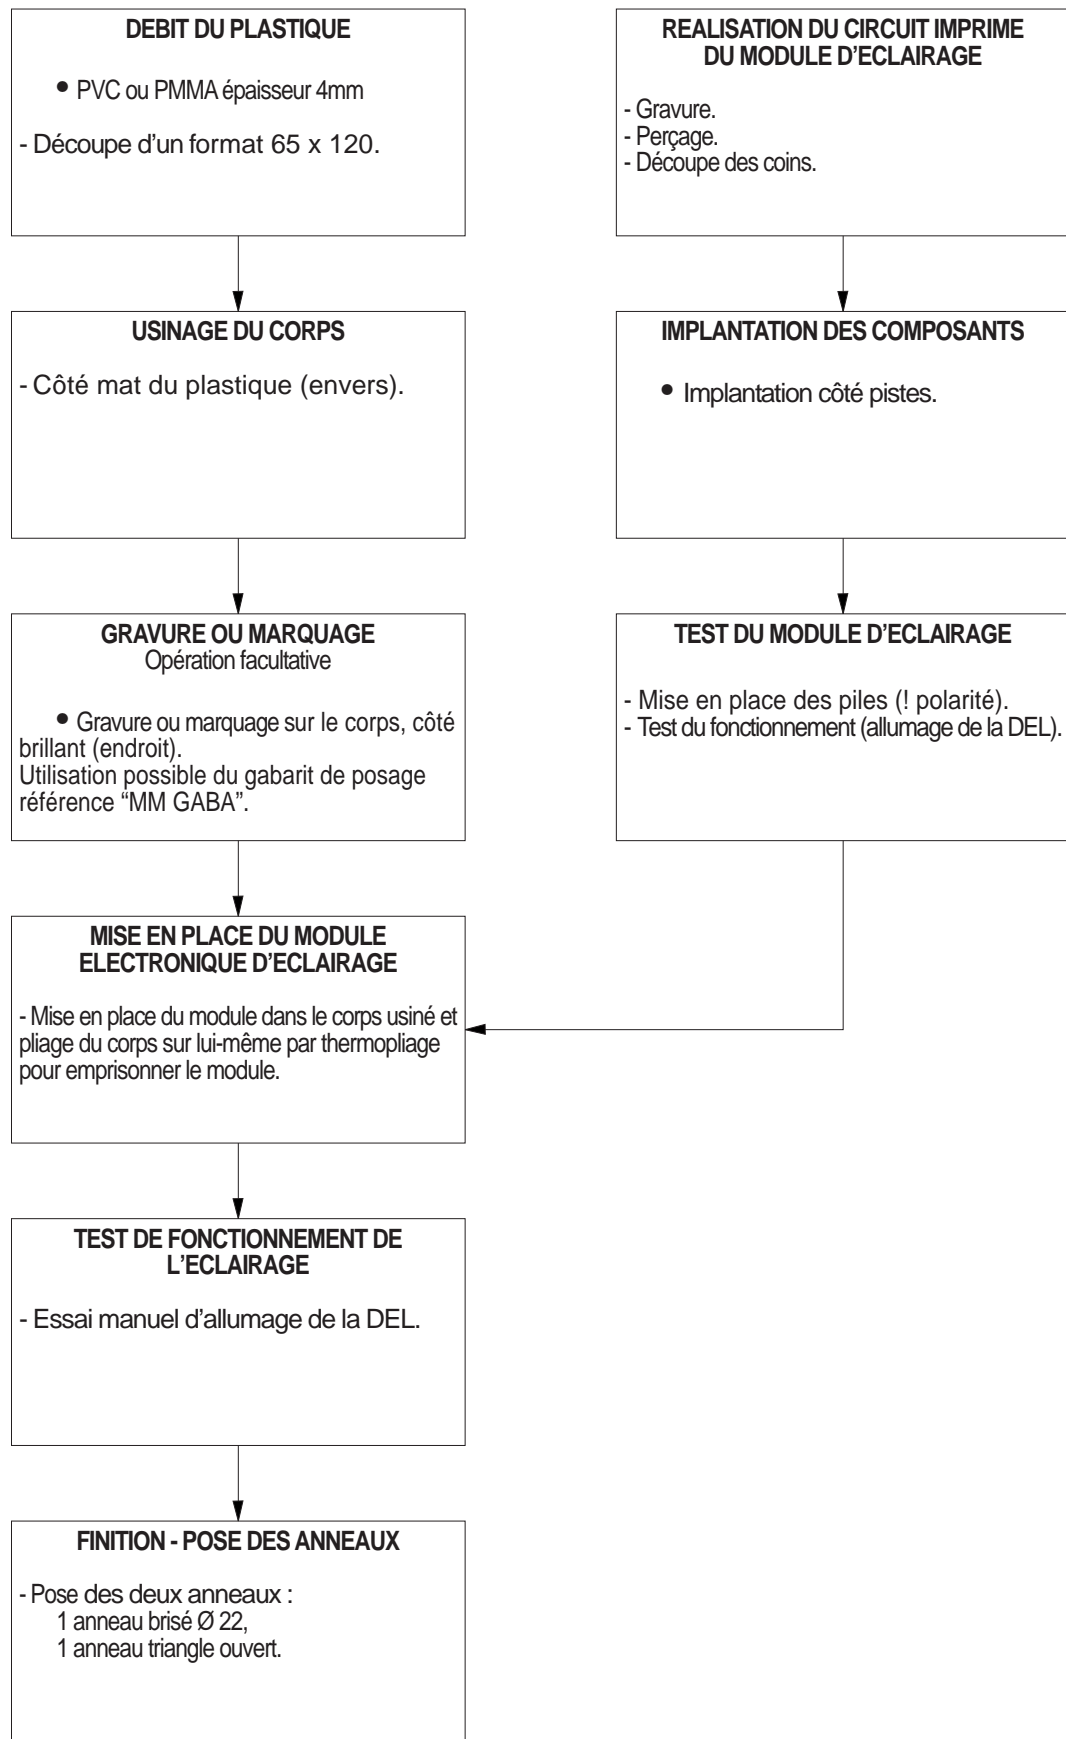 DEBIT DU PLASTIQUE
• PVC ou PMMA épaisseur 4mm
- Découpe d’un format 65 x 120.
USINAGE DU CORPS
- Côté mat du plastique (envers).
GRAVURE OU MARQUAGE
Opération facultative
• Gravure ou marquage sur le corps, côté
brillant (endroit).
Utilisation possible du gabarit de posage
référence “MM GABA”.
MISE EN PLACE DU MODULE
ELECTRONIQUE D’ECLAIRAGE
- Mise en place du module dans le corps usiné et
pliage du corps sur lui-même par thermopliage
pour emprisonner le module.
TEST DE FONCTIONNEMENT DE
L’ECLAIRAGE
- Essai manuel d’allumage de la DEL.
FINITION - POSE DES ANNEAUX
- Pose des deux anneaux :
1 anneau brisé Ø 22,
1 anneau triangle ouvert.
REALISATION DU CIRCUIT IMPRIME
DU MODULE D’ECLAIRAGE
- Gravure.
- Perçage.
- Découpe des coins.
IMPLANTATION DES COMPOSANTS
• Implantation côté pistes.
TEST DU MODULE D’ECLAIRAGE
- Mise en place des piles (! polarité).
- Test du fonctionnement (allumage de la DEL).